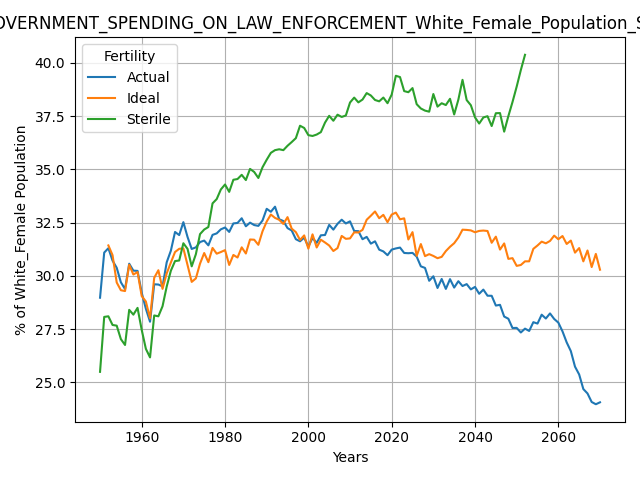 OVERNMENT_SPENDING_ON_LAW_ENFORCEMENT_White_Female_Population_S
Fertility
Actual
Ideal
Sterile
% of White_Female Population
40.0
37.5
35.0
32.5
30.0
27.5
25.0
1960
1980
2000
2020
2040
2060
Years